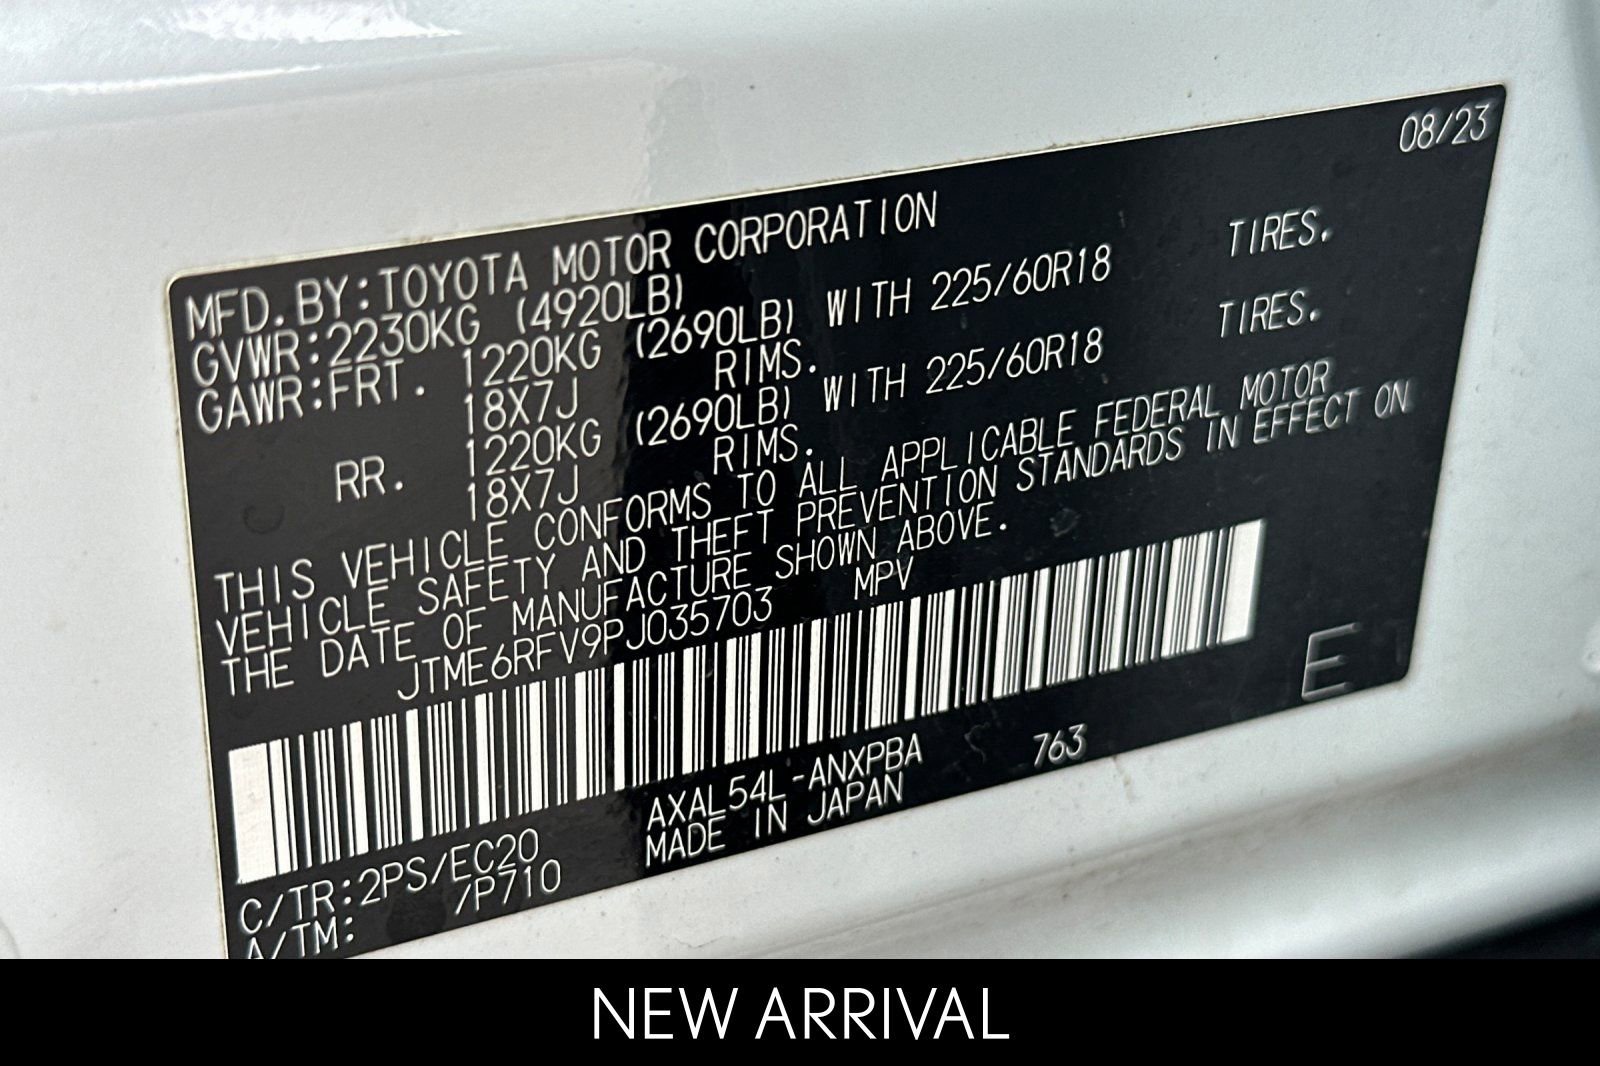 08/23
MFD.BY:TOYOTA MOTOR CORPORATION
GVWR:2230KG (4920LB)
GAWR:FRT. 1220KG (2690LB) WITH 225/60R18 TIRES.
18X7J RIMS.
RR. 1220KG (2690LB) WITH 225/60R18 TIRES.
18X7J RIMS.
THIS VEHICLE CONFORMS TO ALL APPLICABLE FEDERAL MOTOR
VEHICLE SAFETY AND THEFT PREVENTION STANDARDS IN EFFECT ON
THE DATE OF MANUFACTURE SHOWN ABOVE.
JTME6RFV9PJ035703 MPV
E
C/TR:2PS/EC20 AXAL54L-ANXPBA 763
A/TM: /P710 MADE IN JAPAN
NEW ARRIVAL